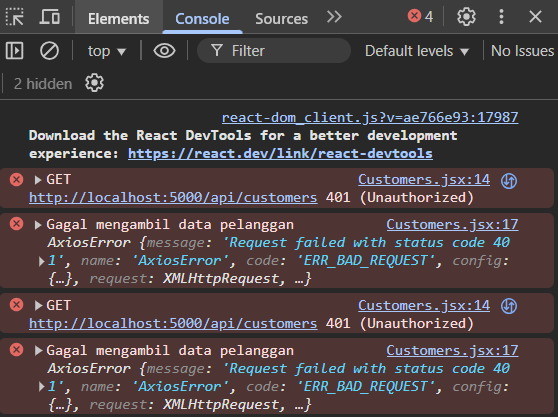 Elements Console Sources 4
top Filter Default levels No Issues
2 hidden
react-dom_client.js?v=ae766e93:17987
Download the React DevTools for a better development
experience: https://react.dev/link/react-devtools
GET Customers.jsx:14
http://localhost:5000/api/customers 401 (Unauthorized)
Gagal mengambil data pelanggan Customers.jsx:17
AxiosError {message: 'Request failed with status code 40
1', name: 'AxiosError', code: 'ERR_BAD_REQUEST', config:
{…}, request: XMLHttpRequest, …}
GET Customers.jsx:14
http://localhost:5000/api/customers 401 (Unauthorized)
Gagal mengambil data pelanggan Customers.jsx:17
AxiosError {message: 'Request failed with status code 40
1', name: 'AxiosError', code: 'ERR_BAD_REQUEST', config:
{…}, request: XMLHttpRequest, …}